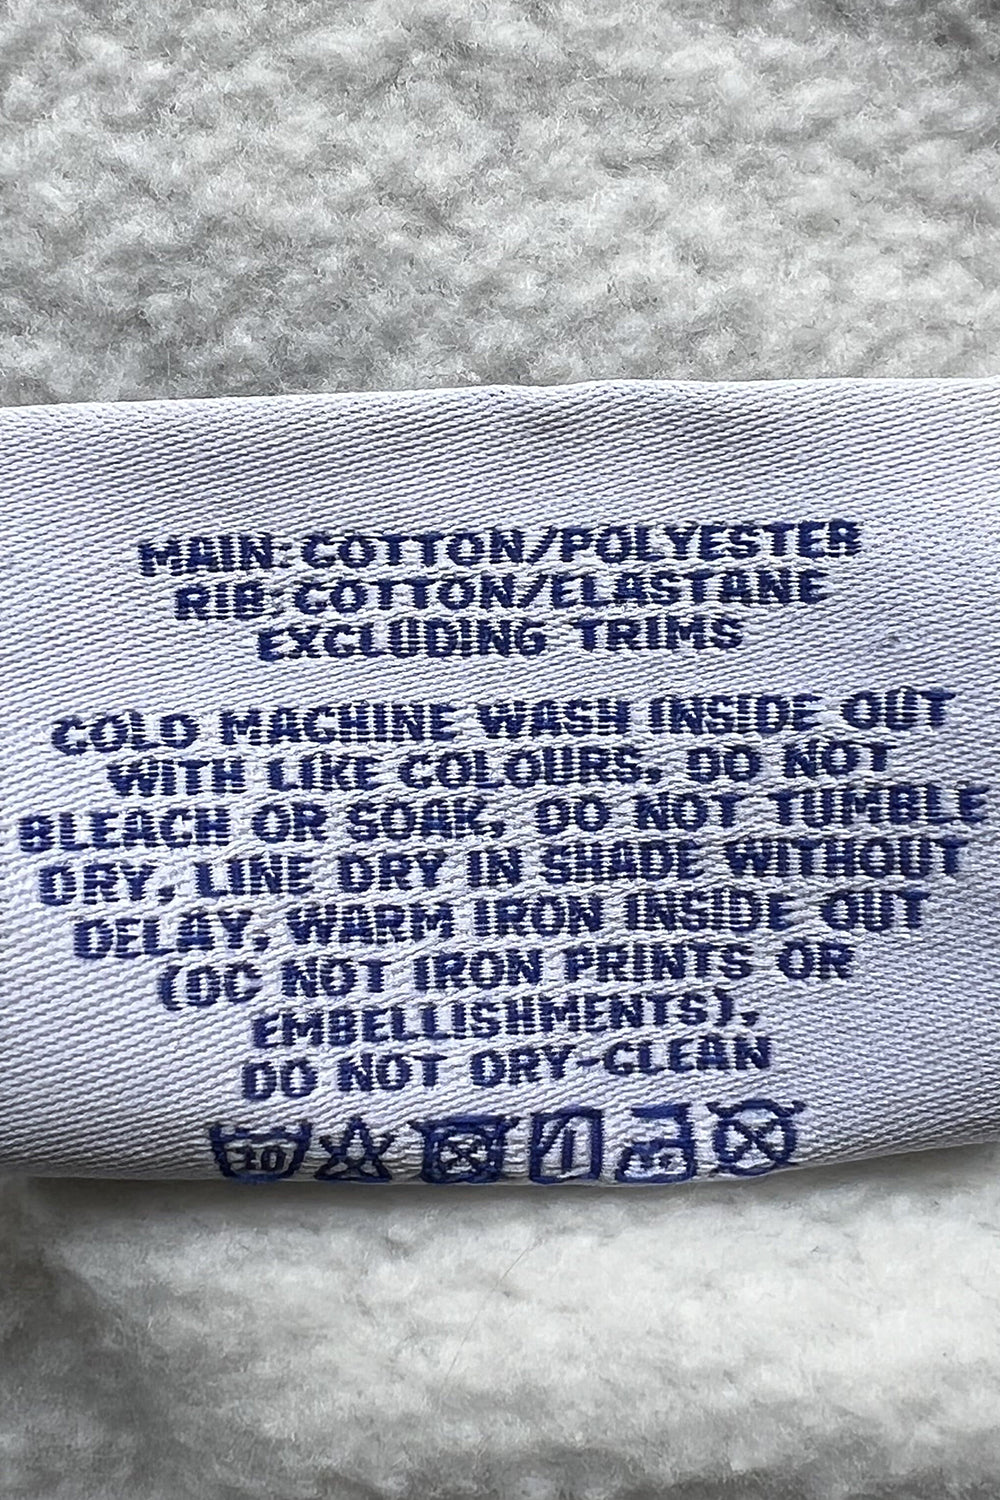 MAIN: COTTON/POLYESTER
RIB: COTTON/ELASTANE
EXCLUDING TRIMS
COLD MACHINE WASH INSIDE OUT
WITH LIKE COLOURS, DO NOT
BLEACH OR SOAK, DO NOT TUMBLE
DRY, LINE DRY IN SHADE WITHOUT
DELAY, WARM IRON INSIDE OUT
(DO NOT IRON PRINTS OR
EMBELLISHMENTS),
DO NOT DRY-CLEAN